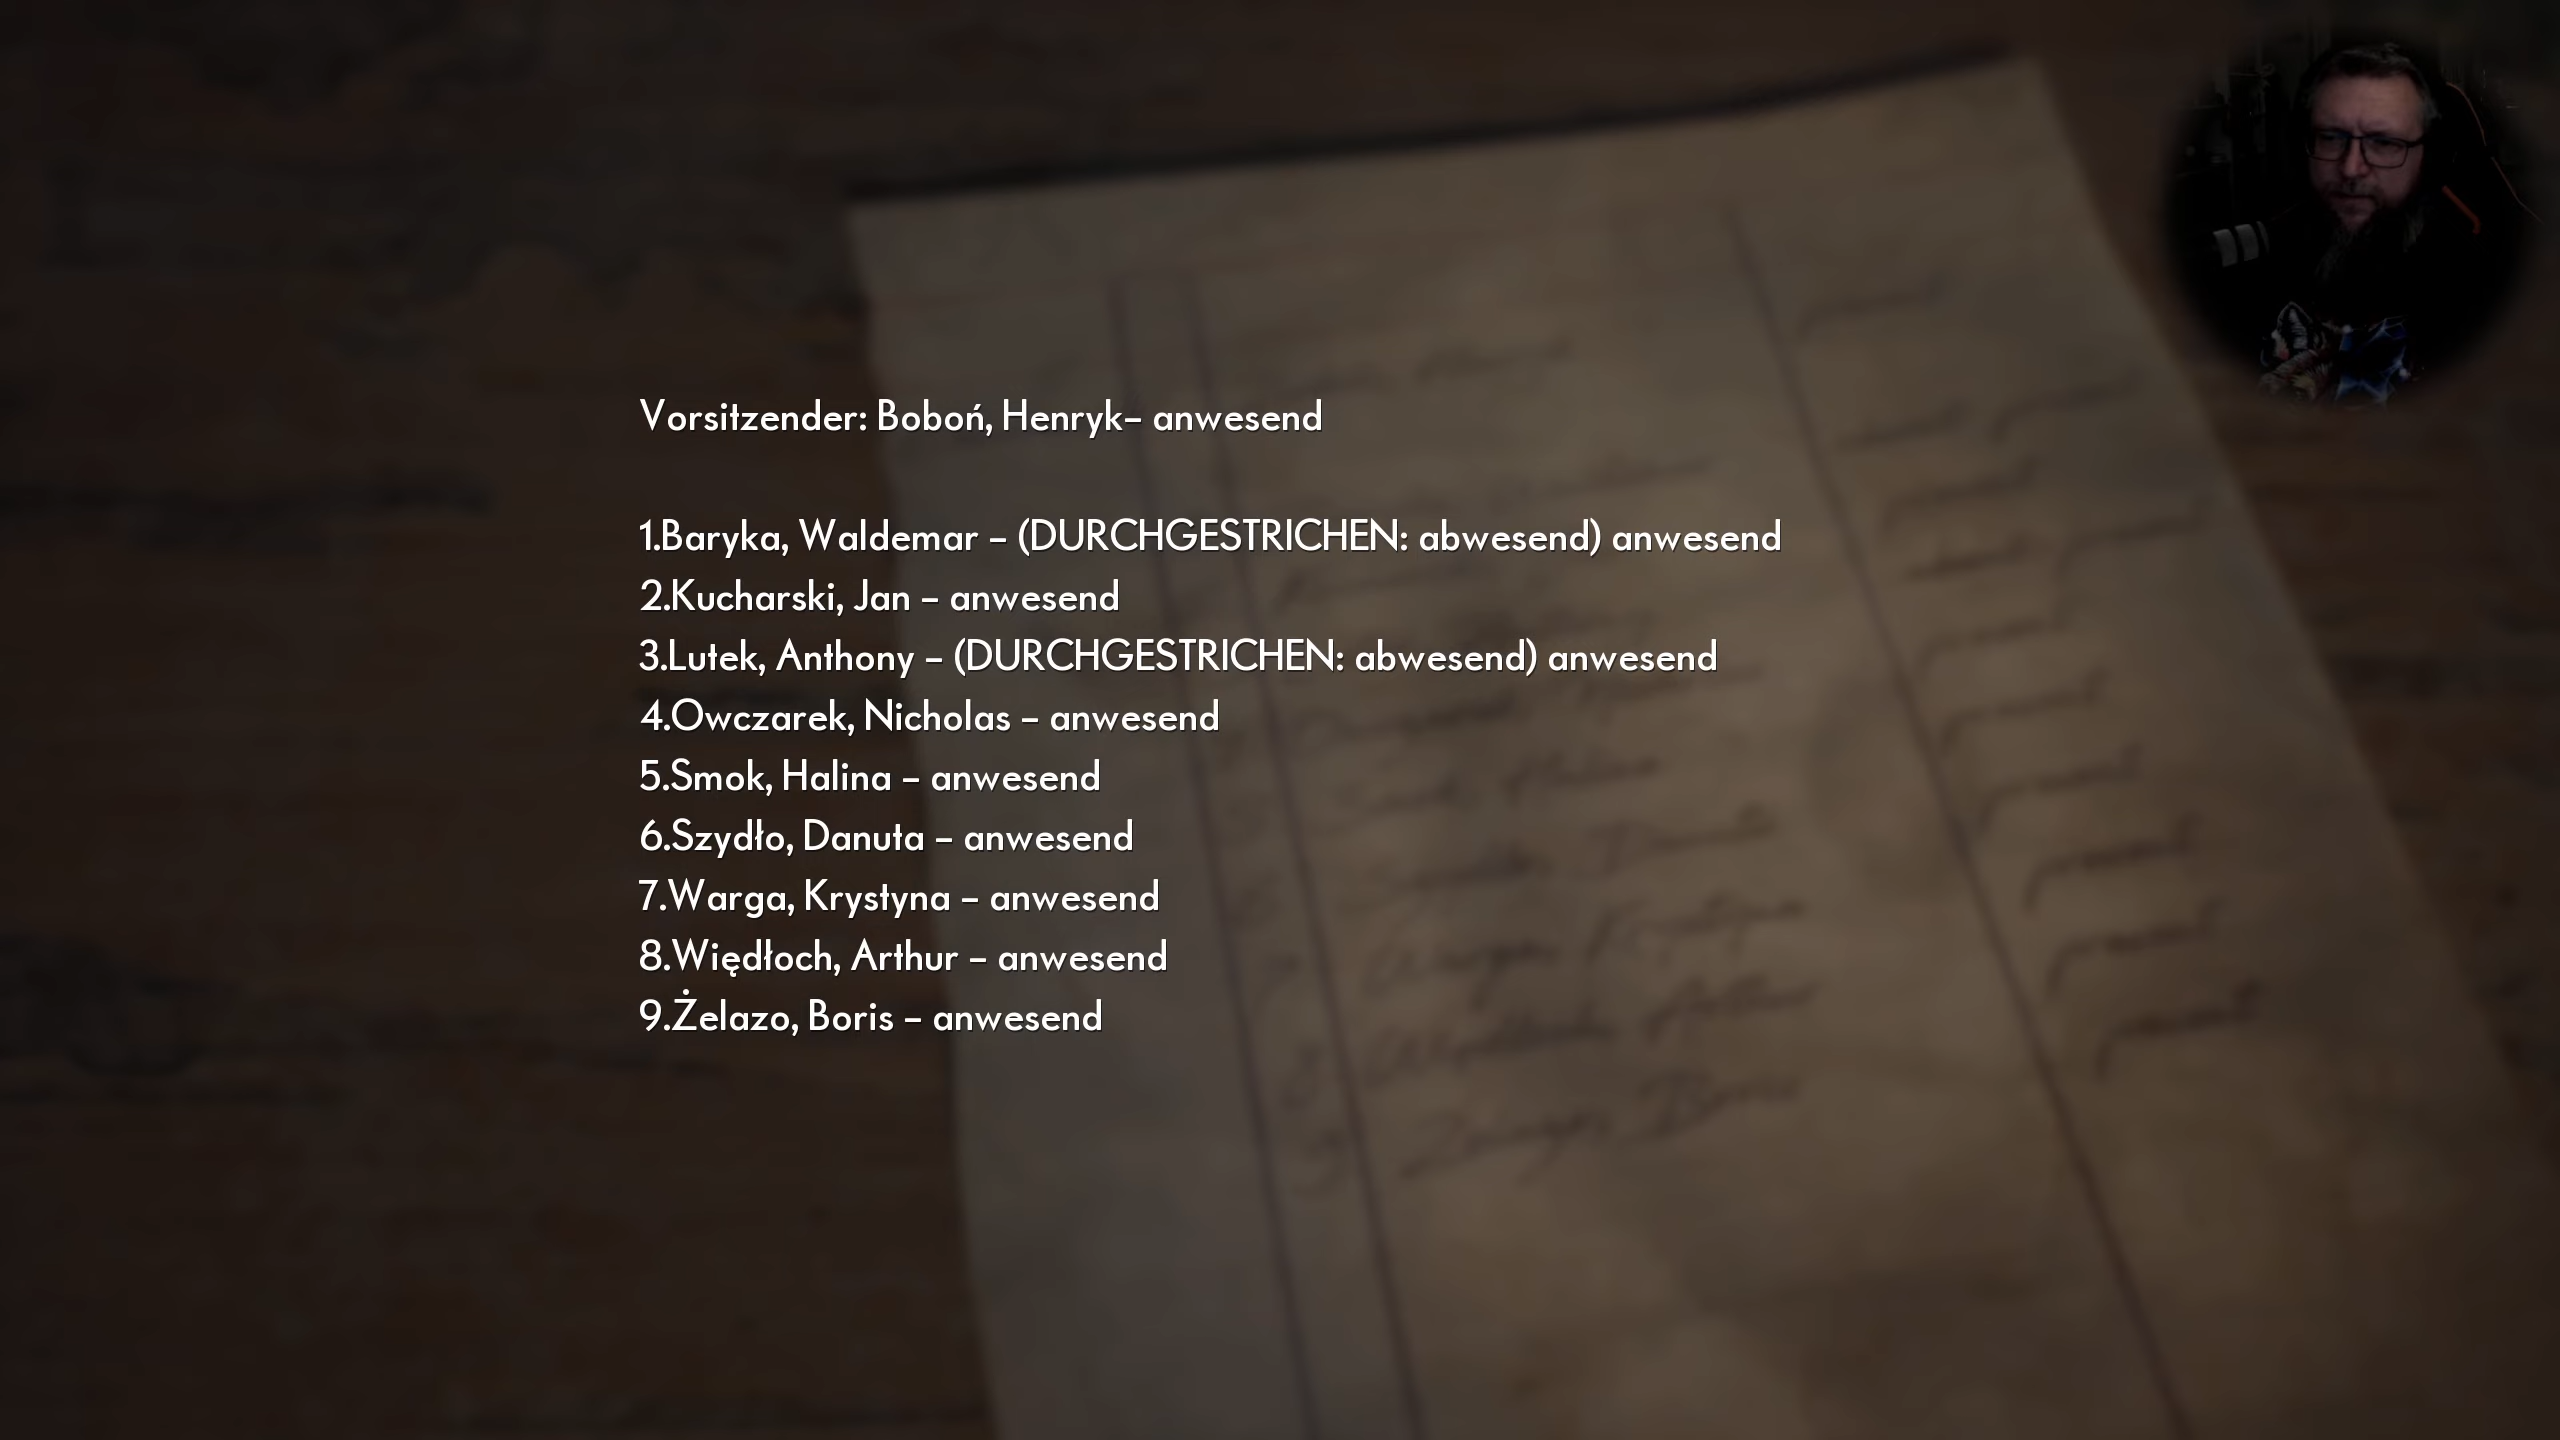 Vorsitzender: Boboń, Henryk– anwesend
1.Baryka, Waldemar – (DURCHGESTRICHEN: abwesend) anwesend
2.Kucharski, Jan – anwesend
3.Lutek, Anthony – (DURCHGESTRICHEN: abwesend) anwesend
4.Owczarek, Nicholas – anwesend
5.Smok, Halina – anwesend
6.Szydło, Danuta – anwesend
7.Warga, Krystyna – anwesend
8.Więdłoch, Arthur – anwesend
9.Żelazo, Boris – anwesend